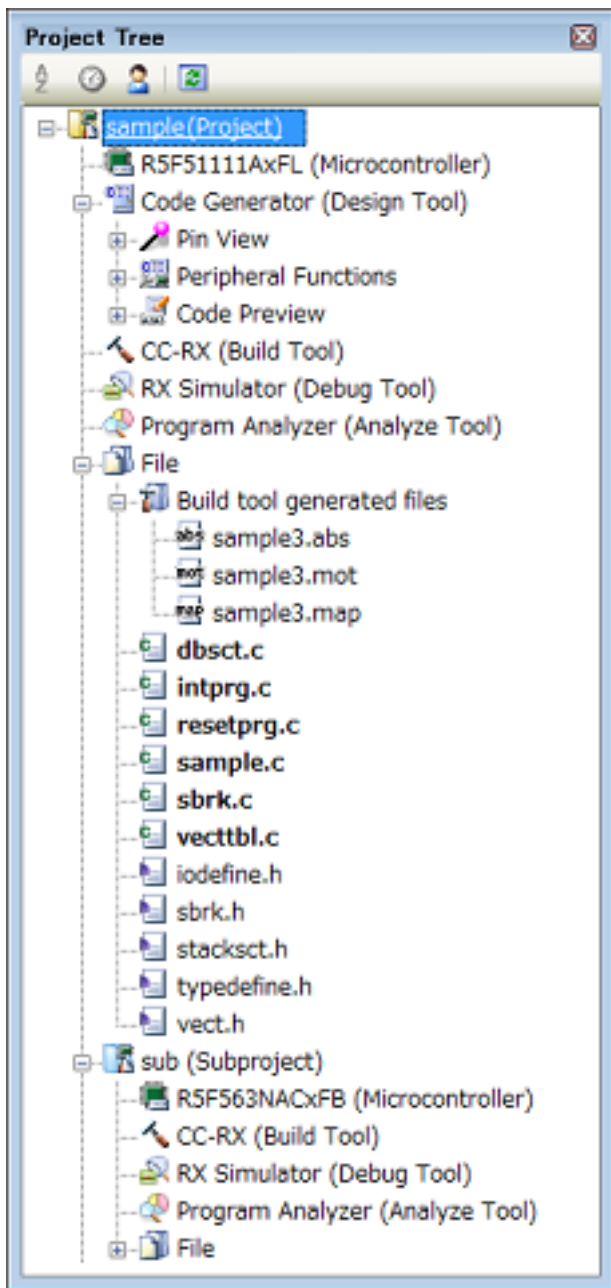 Project Tree
sample(Project)
R5F51111AxFL (Microcontroller)
Code Generator (Design Tool)
Pin View
Peripheral Functions
Code Preview
CC-RX (Build Tool)
RX Simulator (Debug Tool)
Program Analyzer (Analyze Tool)
File
Build tool generated files
abs sample3.abs
mot sample3.mot
map sample3.map
dbsct.c
intprg.c
resetprg.c
sample.c
sbrk.c
vecttbl.c
iodefine.h
sbrk.h
stacksct.h
typedefine.h
vect.h
sub (Subproject)
R5F563NACxFB (Microcontroller)
CC-RX (Build Tool)
RX Simulator (Debug Tool)
Program Analyzer (Analyze Tool)
File